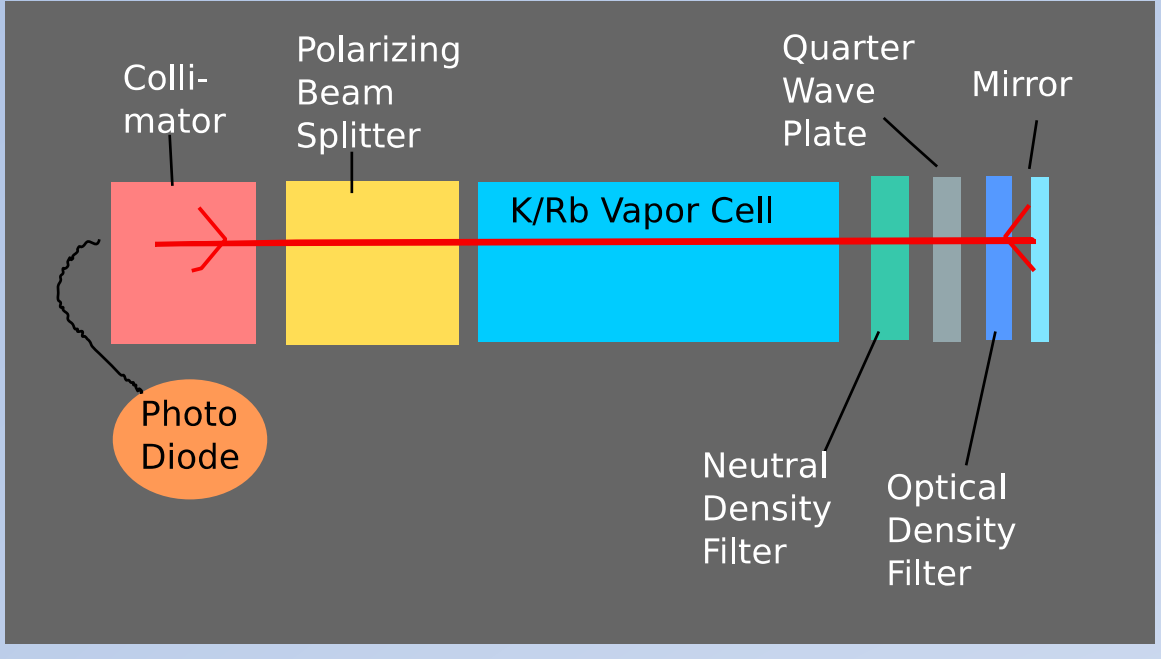 Colli-
mator
Polarizing
Beam
Splitter
Quarter
Wave
Plate
Mirror
K/Rb Vapor Cell
Photo
Diode
Neutral
Density
Filter
Optical
Density
Filter